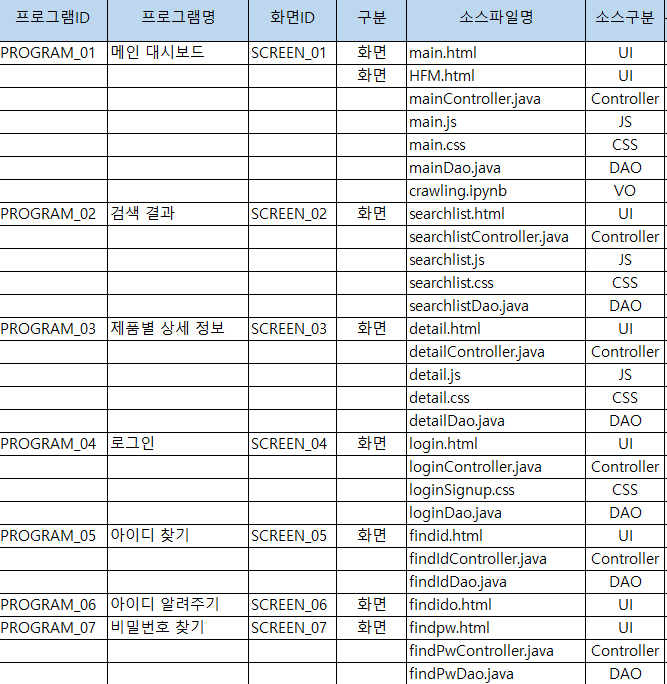 프로그램ID 프로그램명 화면ID 구분 소스파일명 소스구분
PROGRAM_01 메인 대시보드 SCREEN_01 화면 main.html UI
화면 HFM.html UI
mainController.java Controller
main.js JS
main.css CSS
mainDao.java DAO
crawling.ipynb VO
PROGRAM_02 검색 결과 SCREEN_02 화면 searchlist.html UI
searchlistController.java Controller
searchlist.js JS
searchlist.css CSS
searchlistDao.java DAO
PROGRAM_03 제품별 상세 정보 SCREEN_03 화면 detail.html UI
detailController.java Controller
detail.js JS
detail.css CSS
detailDao.java DAO
PROGRAM_04 로그인 SCREEN_04 화면 login.html UI
loginController.java Controller
loginSignup.css CSS
loginDao.java DAO
PROGRAM_05 아이디 찾기 SCREEN_05 화면 findid.html UI
findIdController.java Controller
findIdDao.java DAO
PROGRAM_06 아이디 알려주기 SCREEN_06 화면 findido.html UI
PROGRAM_07 비밀번호 찾기 SCREEN_07 화면 findpw.html UI
findPwController.java Controller
findPwDao.java DAO